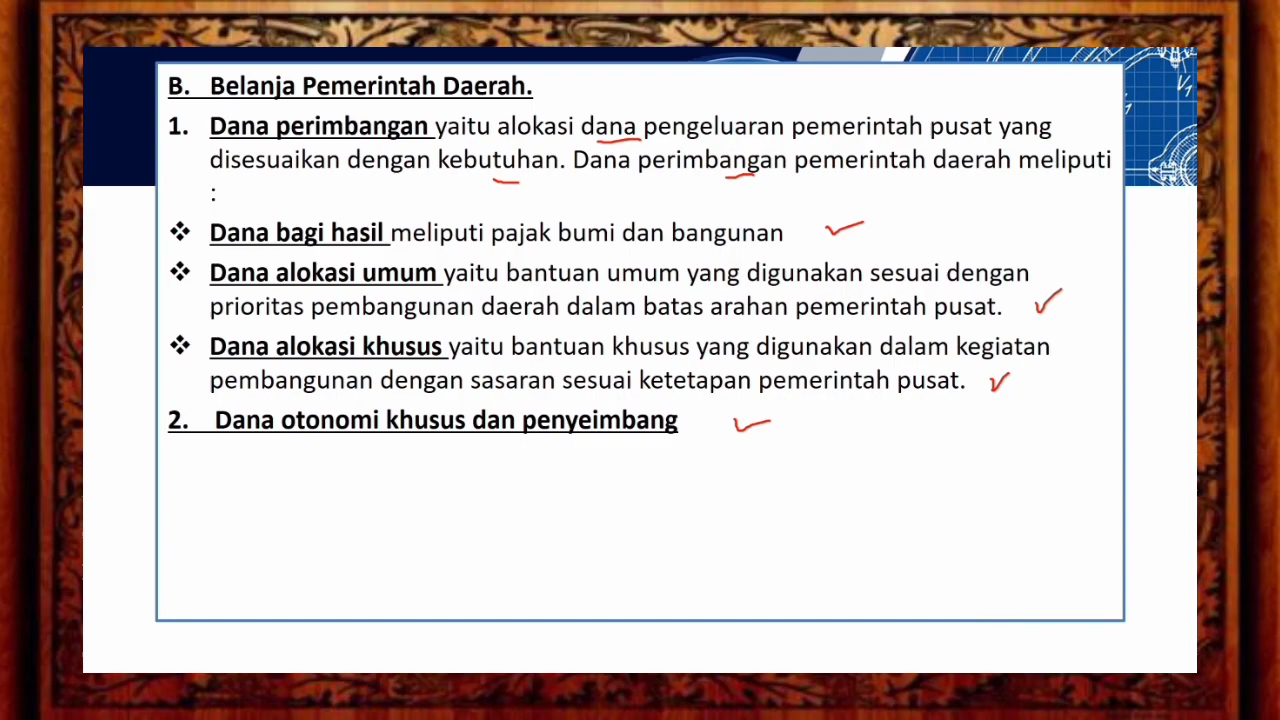 B. Belanja Pemerintah Daerah.
1. Dana perimbangan yaitu alokasi dana pengeluaran pemerintah pusat yang
disesuaikan dengan kebutuhan. Dana perimbangan pemerintah daerah meliputi
:
❖ Dana bagi hasil meliputi pajak bumi dan bangunan
❖ Dana alokasi umum yaitu bantuan umum yang digunakan sesuai dengan
prioritas pembangunan daerah dalam batas arahan pemerintah pusat.
❖ Dana alokasi khusus yaitu bantuan khusus yang digunakan dalam kegiatan
pembangunan dengan sasaran sesuai ketetapan pemerintah pusat.
2. Dana otonomi khusus dan penyeimbang